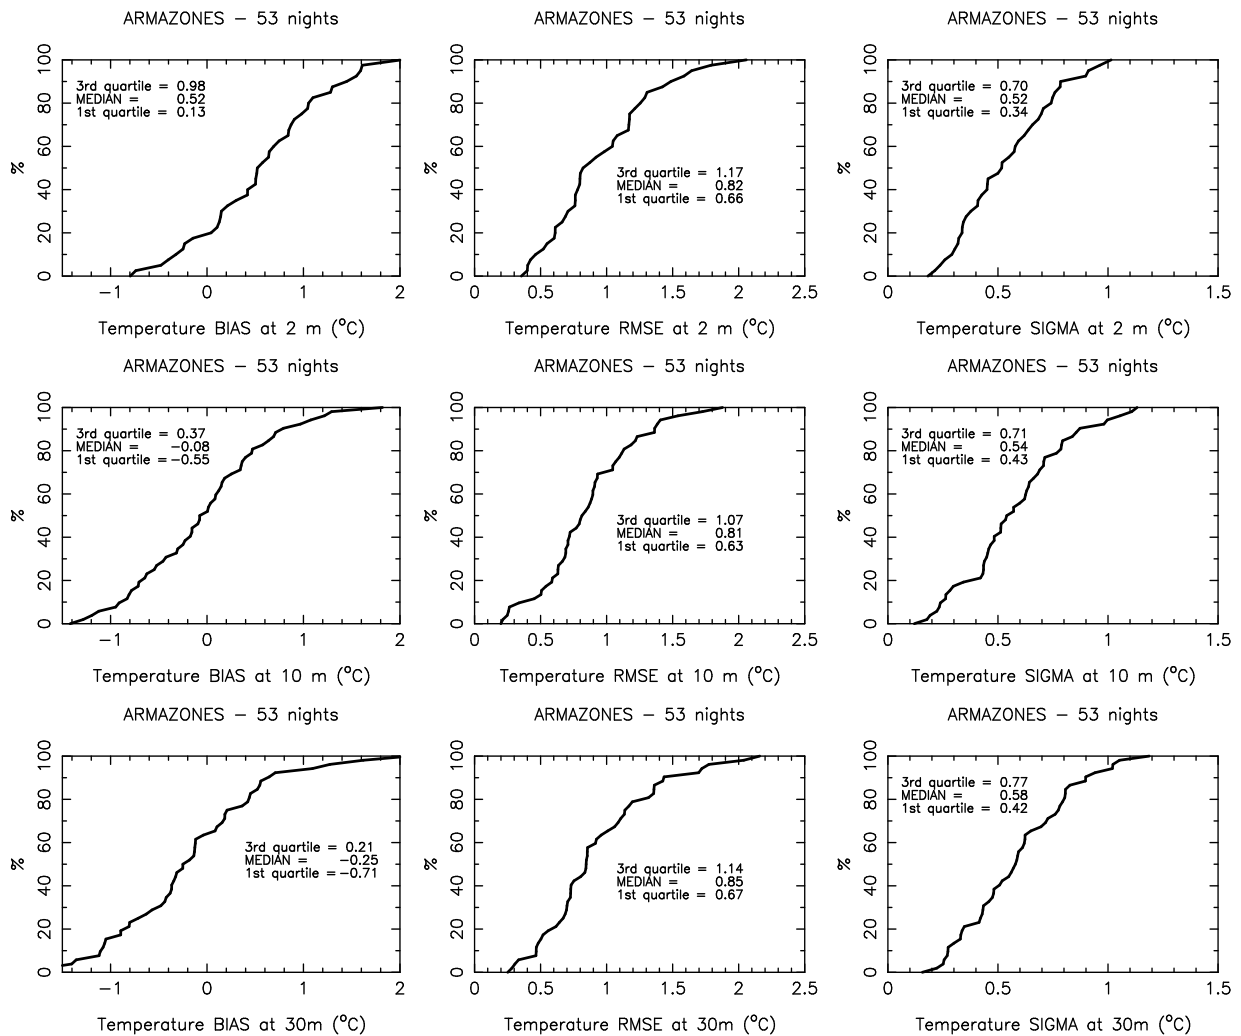 ARMAZONES – 53 nights
3rd quartile = 0.98
MEDIAN = 0.52
1st quartile = 0.13
%
0 20 40 60 80 100
−1 0 1 2
Temperature BIAS at 2 m (°C)
ARMAZONES – 53 nights
3rd quartile = 1.17
MEDIAN = 0.82
1st quartile = 0.66
%
0 20 40 60 80 100
0 0.5 1 1.5 2 2.5
Temperature RMSE at 2 m (°C)
ARMAZONES – 53 nights
3rd quartile = 0.70
MEDIAN = 0.52
1st quartile = 0.34
%
0 20 40 60 80 100
0 0.5 1 1.5
Temperature SIGMA at 2 m (°C)
ARMAZONES – 53 nights
3rd quartile = 0.37
MEDIAN = −0.08
1st quartile =−0.55
%
0 20 40 60 80 100
−1 0 1 2
Temperature BIAS at 10 m (°C)
ARMAZONES – 53 nights
3rd quartile = 1.07
MEDIAN = 0.81
1st quartile = 0.63
%
0 20 40 60 80 100
0 0.5 1 1.5 2 2.5
Temperature RMSE at 10 m (°C)
ARMAZONES – 53 nights
3rd quartile = 0.71
MEDIAN = 0.54
1st quartile = 0.43
%
0 20 40 60 80 100
0 0.5 1 1.5
Temperature SIGMA at 10 m (°C)
ARMAZONES – 53 nights
3rd quartile = 0.21
MEDIAN = −0.25
1st quartile =−0.71
%
0 20 40 60 80 100
−1 0 1 2
Temperature BIAS at 30m (°C)
ARMAZONES – 53 nights
3rd quartile = 1.14
MEDIAN = 0.85
1st quartile = 0.67
%
0 20 40 60 80 100
0 0.5 1 1.5 2 2.5
Temperature RMSE at 30m (°C)
ARMAZONES – 53 nights
3rd quartile = 0.77
MEDIAN = 0.58
1st quartile = 0.42
%
0 20 40 60 80 100
0 0.5 1 1.5
Temperature SIGMA at 30m (°C)